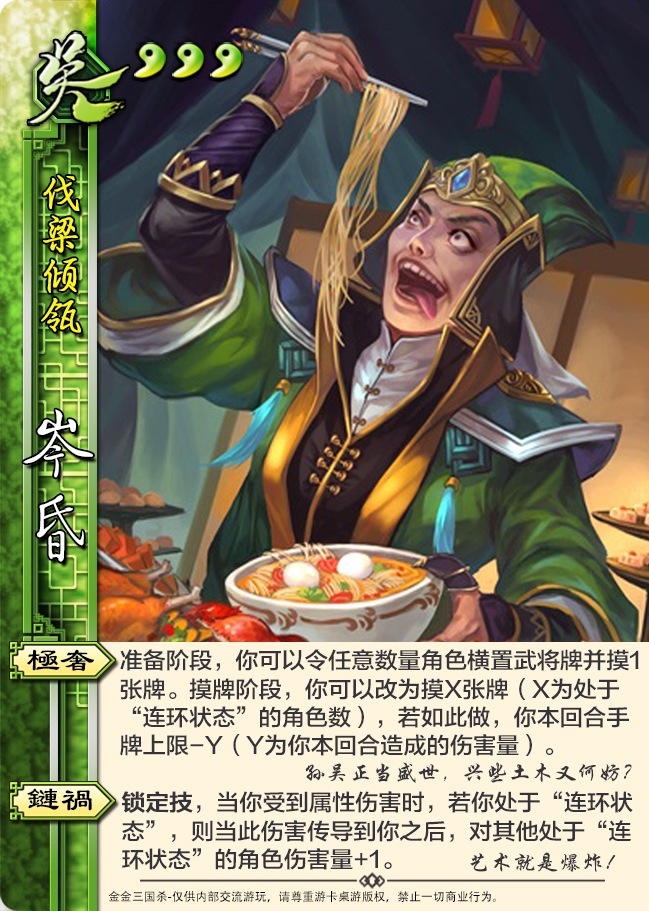 吴
伐梁倾瓴
岑昏
極奢
准备阶段，你可以令任意数量角色横置武将牌并摸1
张牌。摸牌阶段，你可以改为摸X张牌（X为处于
“连环状态”的角色数），若如此做，你本回合手
牌上限-Y（Y为你本回合造成的伤害量）。
孙吴正当盛世，兴些土木又何妨？
鏈禍
锁定技，当你受到属性伤害时，若你处于“连环状
态”，则当此伤害传导到你之后，对其他处于“连
环状态”的角色伤害量+1。
艺术就是爆炸！
金金三国杀-仅供内部交流游玩，请尊重游卡桌游版权，禁止一切商业行为。